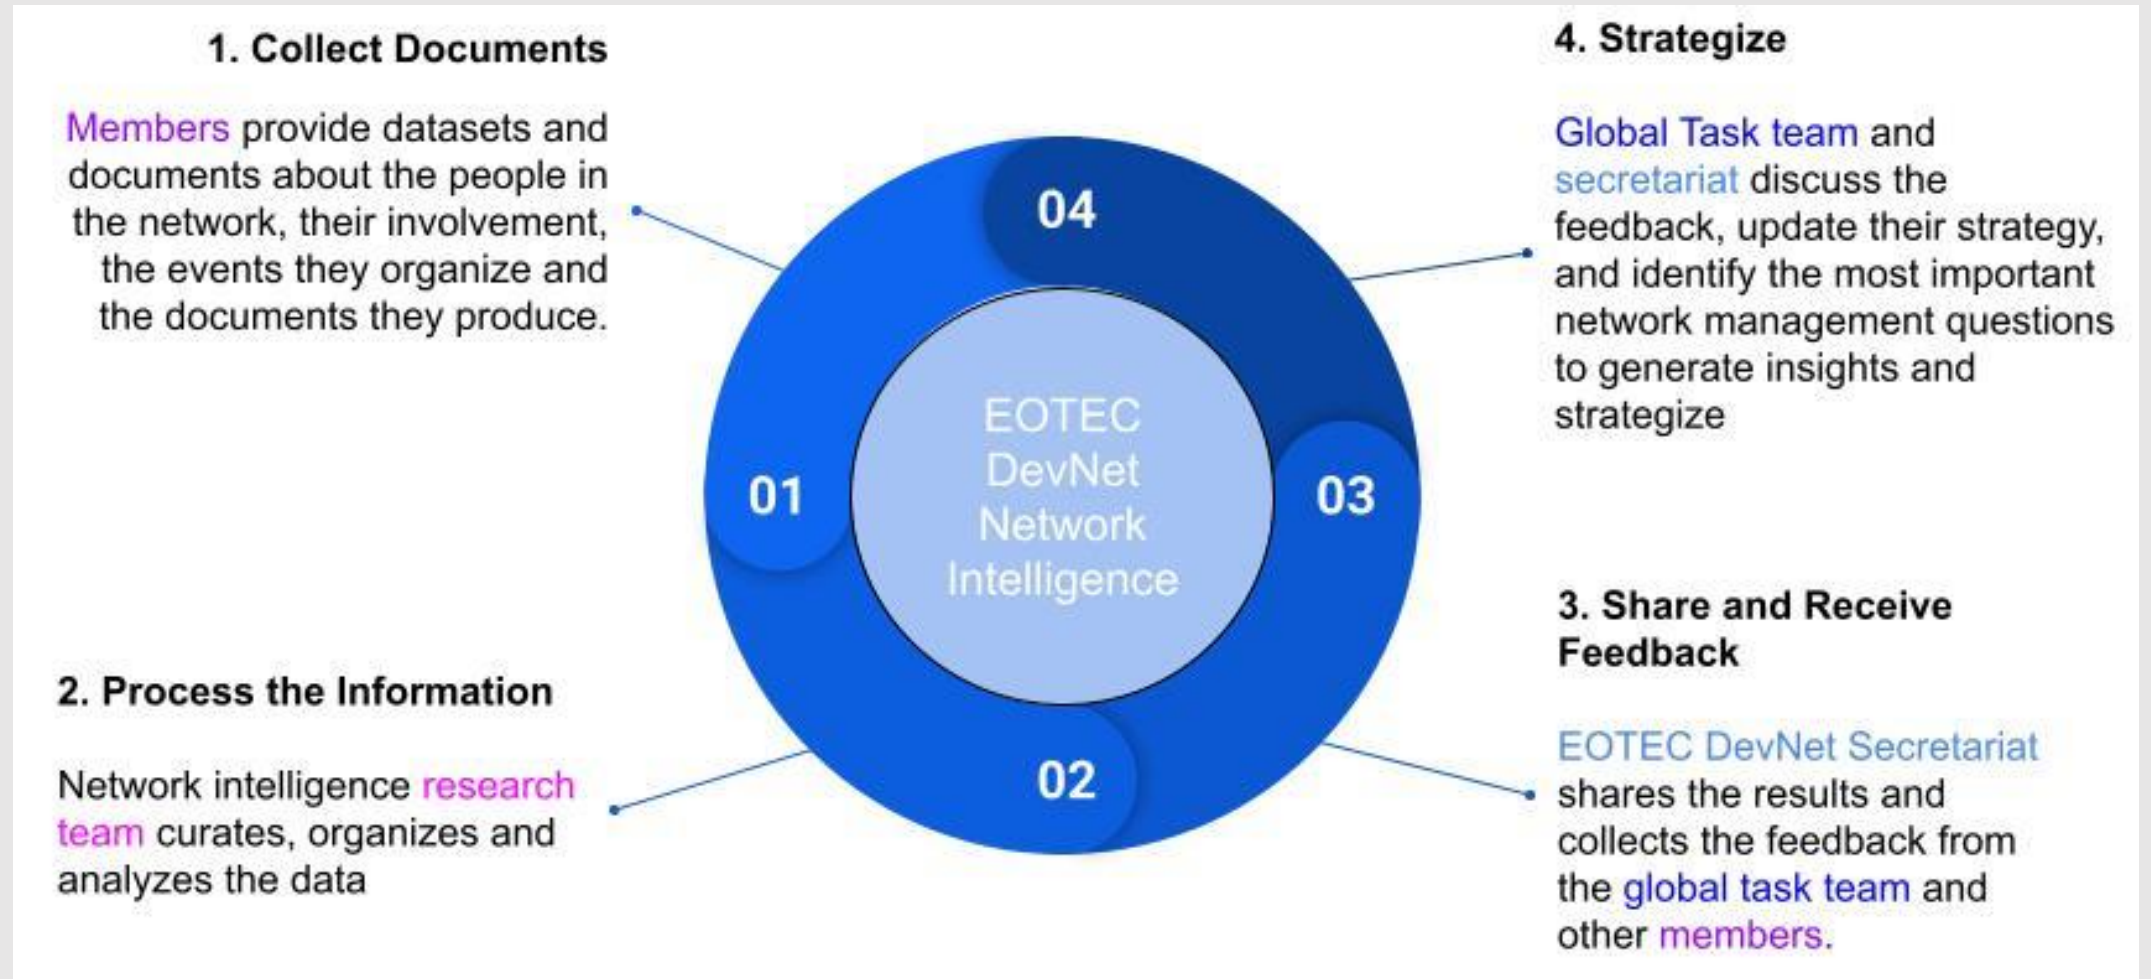 1. Collect Documents
Members provide datasets and
documents about the people in
the network, their involvement,
the events they organize and
the documents they produce.
2. Process the Information
Network intelligence research
team curates, organizes and
analyzes the data
3. Share and Receive
Feedback
EOTEC DevNet Secretariat
shares the results and
collects the feedback from
the global task team and
other members.
4. Strategize
Global Task team and
secretariat discuss the
feedback, update their strategy,
and identify the most important
network management questions
to generate insights and
strategize
04
01
03
02
EOTEC
DevNet
Network
Intelligence